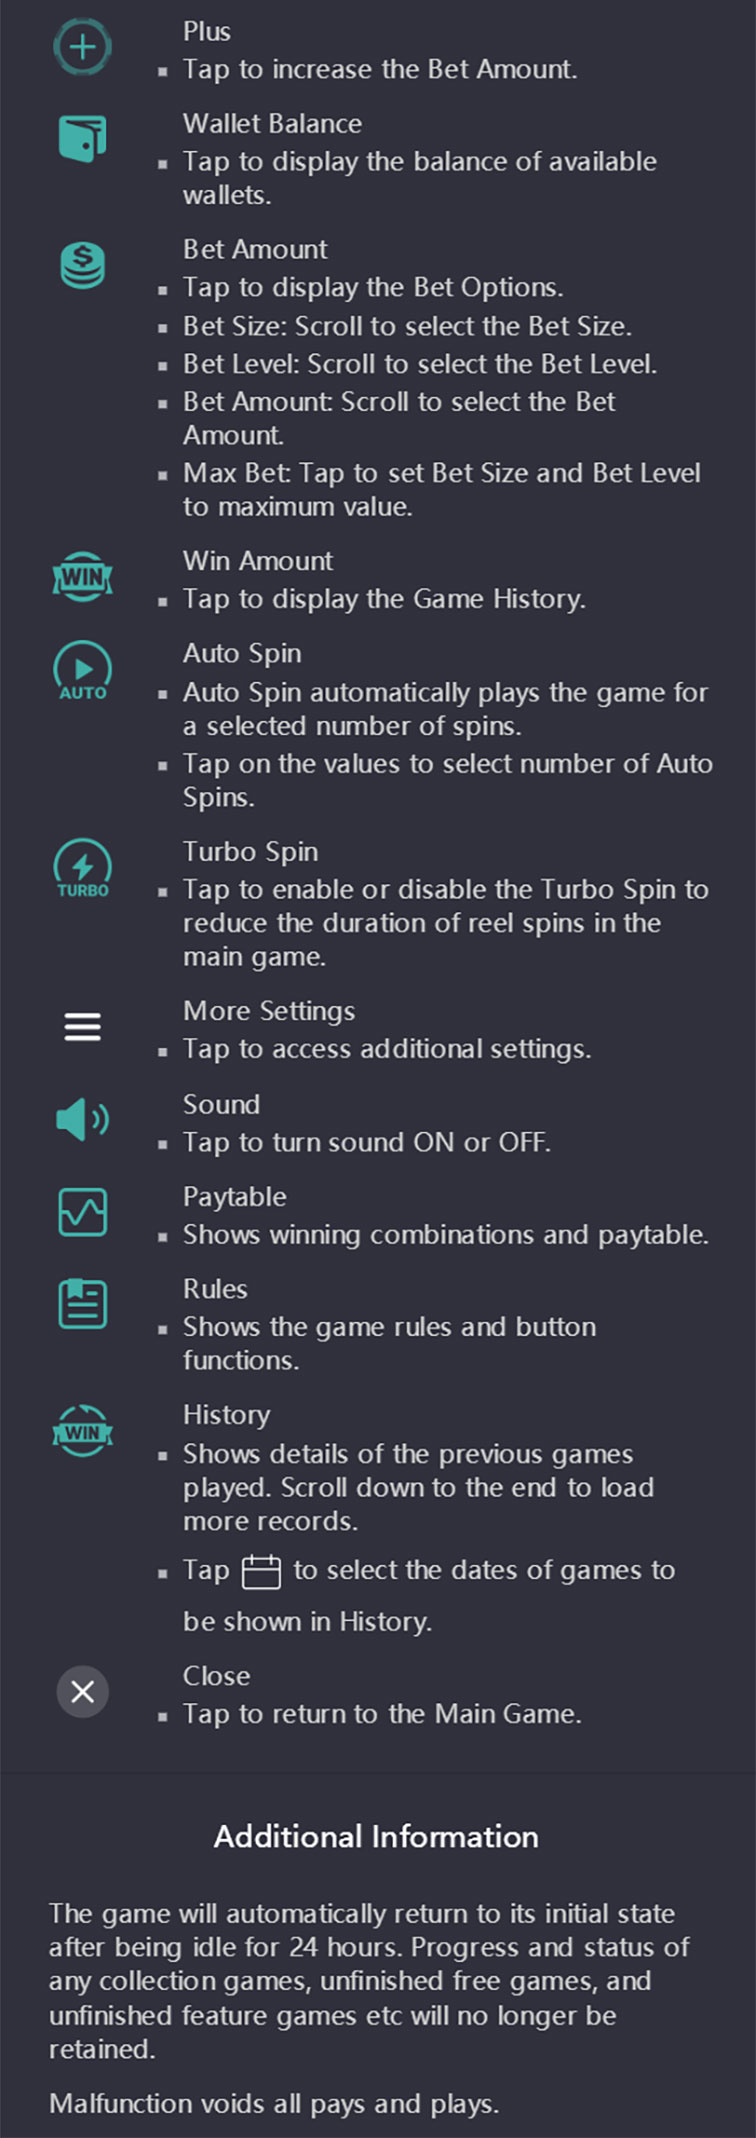 Plus
▪ Tap to increase the Bet Amount.
Wallet Balance
▪ Tap to display the balance of available
wallets.
$
Bet Amount
▪ Tap to display the Bet Options.
▪ Bet Size: Scroll to select the Bet Size.
▪ Bet Level: Scroll to select the Bet Level.
▪ Bet Amount: Scroll to select the Bet
Amount.
▪ Max Bet: Tap to set Bet Size and Bet Level
to maximum value.
WIN
Win Amount
▪ Tap to display the Game History.
AUTO
Auto Spin
▪ Auto Spin automatically plays the game for
a selected number of spins.
▪ Tap on the values to select number of Auto
Spins.
TURBO
Turbo Spin
▪ Tap to enable or disable the Turbo Spin to
reduce the duration of reel spins in the
main game.
More Settings
▪ Tap to access additional settings.
Sound
▪ Tap to turn sound ON or OFF.
Paytable
▪ Shows winning combinations and paytable.
Rules
▪ Shows the game rules and button
functions.
WIN
History
▪ Shows details of the previous games
played. Scroll down to the end to load
more records.
▪ Tap to select the dates of games to
be shown in History.
Close
▪ Tap to return to the Main Game.
Additional Information
The game will automatically return to its initial state
after being idle for 24 hours. Progress and status of
any collection games, unfinished free games, and
unfinished feature games etc will no longer be
retained.
Malfunction voids all pays and plays.